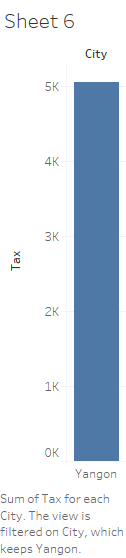 Sheet 6
City
5K
4K
3K
Tax
2K
1K
0K
Yangon
Sum of Tax for each
City. The view is
filtered on City, which
keeps Yangon.